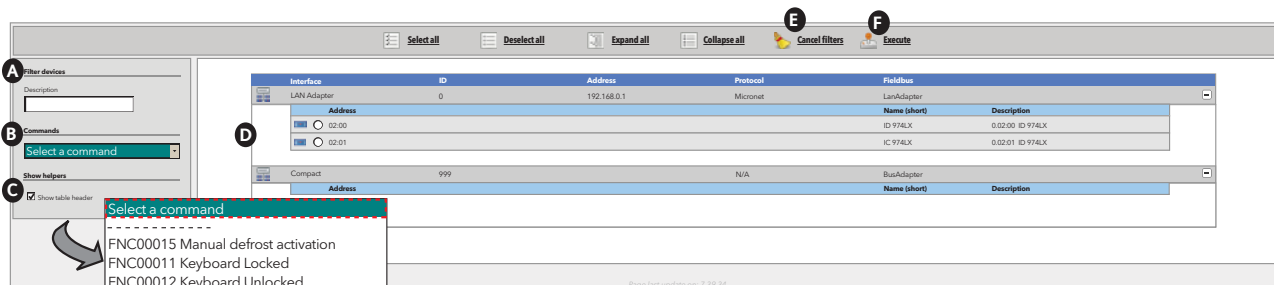 E F
Select all Deselect all Expand all Collapse all Cancel filters Execute
A Filter devices
Description
B Commands
Select a command
C Show helpers
Show table header
D
Interface ID Address Protocol Fieldbus
LAN Adapter 0 192.168.0.1 Micronet LanAdapter
Address Name (short) Description
02:00 ID 974LX 0.02:00 ID 974LX
02:01 IC 974LX 0.02:01 ID 974LX
Compact 999 N/A BusAdapter
Address Name (short) Description
Select a command
- - - - - - - - - - - - -
FNC00015 Manual defrost activation
FNC00011 Keyboard Locked
FNC00012 Keyboard Unlocked